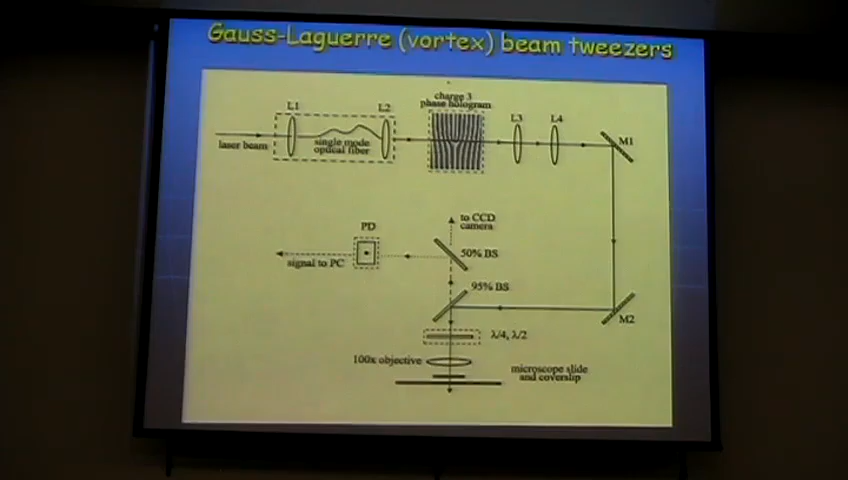 Gauss-Laguerre (vortex) beam tweezers
charge 3
phase hologram
L1
L2
L3
L4
M1
laser beam
single mode
optical fiber
to CCD
camera
PD
50% BS
signal to PC
95% BS
M2
λ/4, λ/2
100x objective
microscope slide
and coverslip